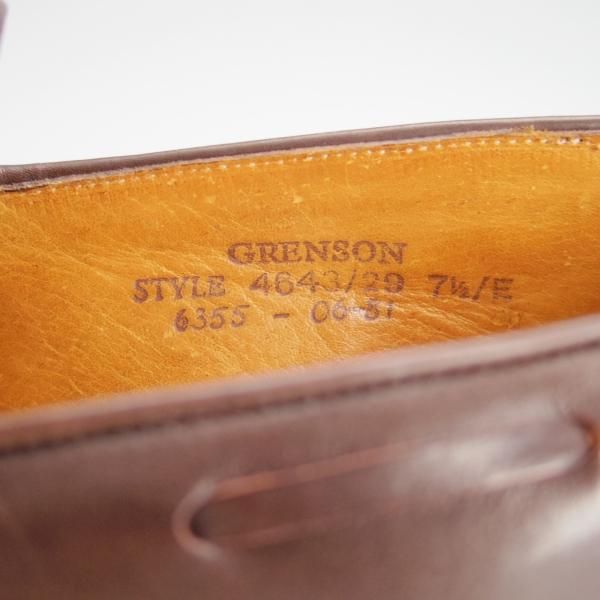 GRENSON
STYLE 4643/29 7½/E
6355 - 06-81